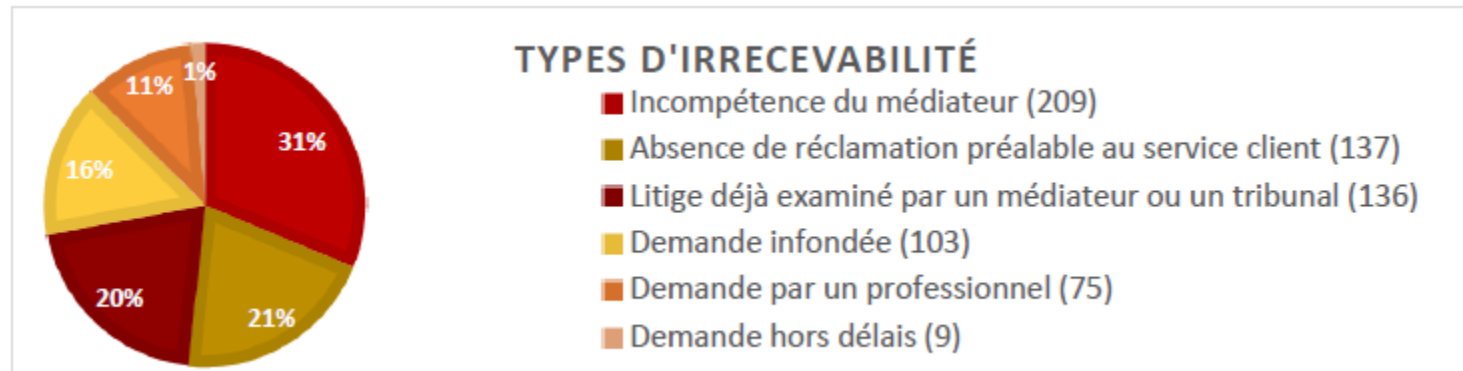 TYPES D'IRRECEVABILITÉ
Incompétence du médiateur (209)
Absence de réclamation préalable au service client (137)
Litige déjà examiné par un médiateur ou un tribunal (136)
Demande infondée (103)
Demande par un professionnel (75)
Demande hors délais (9)
31%
21%
20%
16%
11%
1%